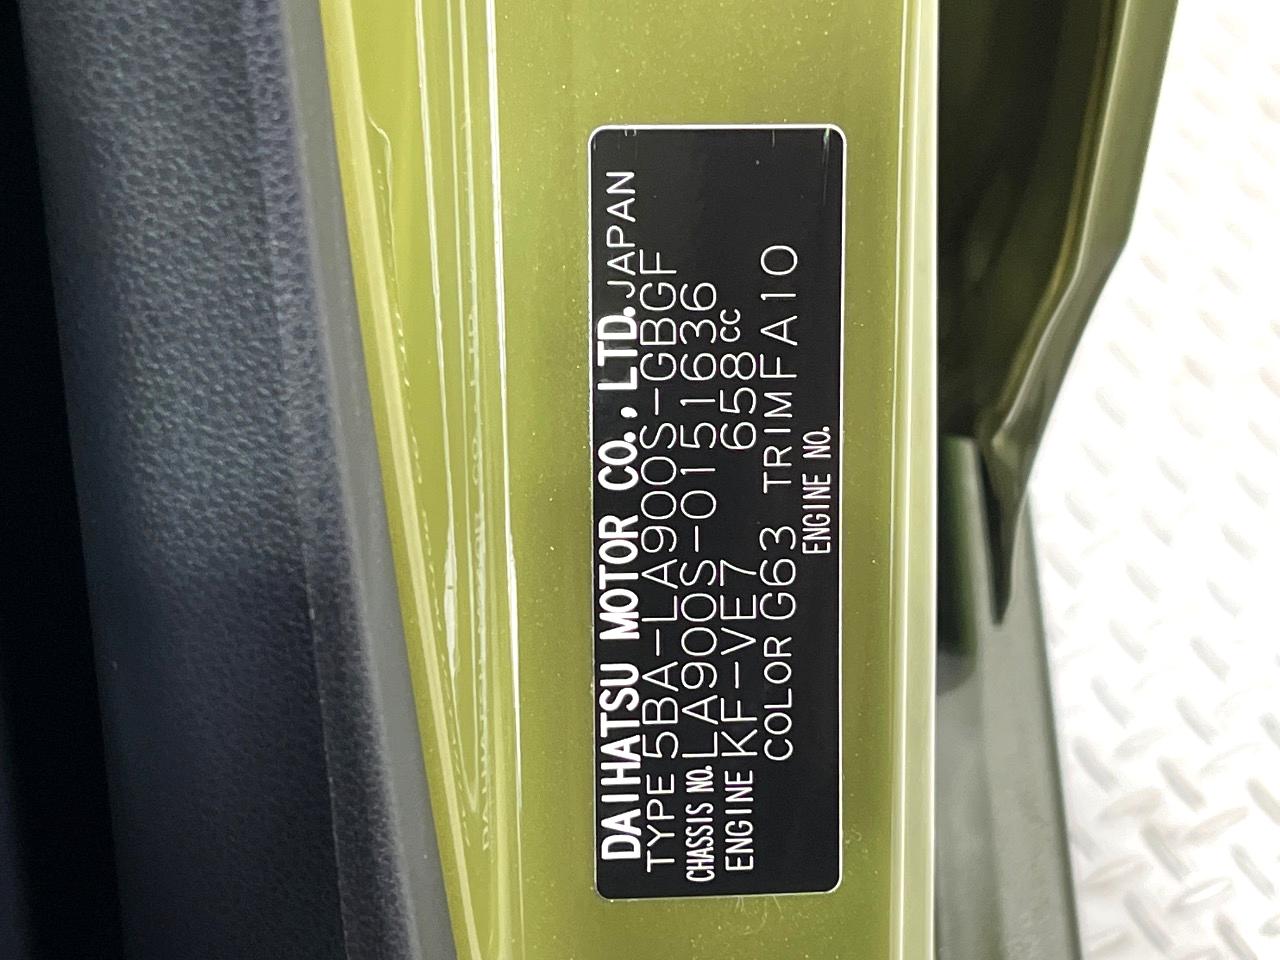 DAIHATSU MOTOR CO., LTD. JAPAN
TYPE 5BA-LA900S-GBGF
CHASSIS NO. LA900S-0151636
ENGINE KF-VE7 658cc
COLOR G63 TRIM FA10
ENGINE NO.